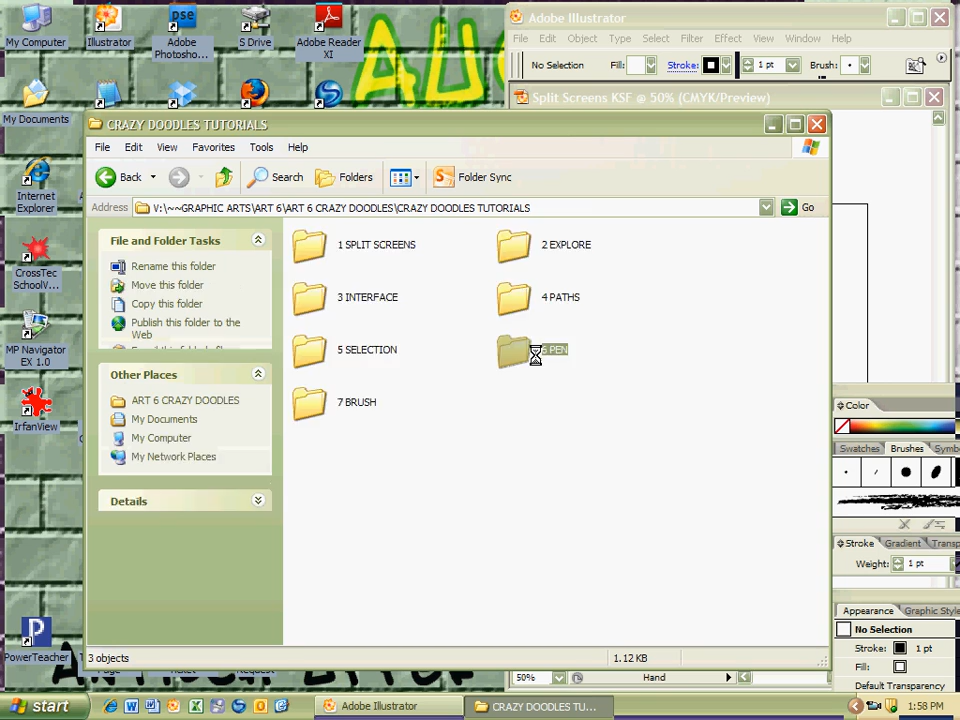 My Computer
Illustrator
Adobe Photosho...
S Drive
Adobe Reader XI
My Documents
Internet Explorer
CrossTec SchoolV...
MP Navigator EX 1.0
IrfanView
PowerTeacher
Adobe Illustrator
File Edit Object Type Select Filter Effect View Window Help
No Selection Fill: Stroke: 1 pt Brush:
Split Screens KSF @ 50% (CMYK/Preview)
CRAZY DOODLES TUTORIALS
File Edit View Favorites Tools Help
Back Search Folders Folder Sync
Address V:\~~GRAPHIC ARTS\ART 6\ART 6 CRAZY DOODLES\CRAZY DOODLES TUTORIALS Go
File and Folder Tasks
Rename this folder
Move this folder
Copy this folder
Publish this folder to the
Web
Other Places
ART 6 CRAZY DOODLES
My Documents
My Computer
My Network Places
Details
1 SPLIT SCREENS 2 EXPLORE
3 INTERFACE 4 PATHS
5 SELECTION PEN
7 BRUSH
3 objects 1.12 KB
Color
Swatches Brushes Symb
Stroke Gradient Transp
Weight: 1 pt
Appearance Graphic Style
No Selection
Stroke: 1 pt
Fill:
Default Transparency
50% Hand
start Adobe Illustrator CRAZY DOODLES TU... 1:58 PM